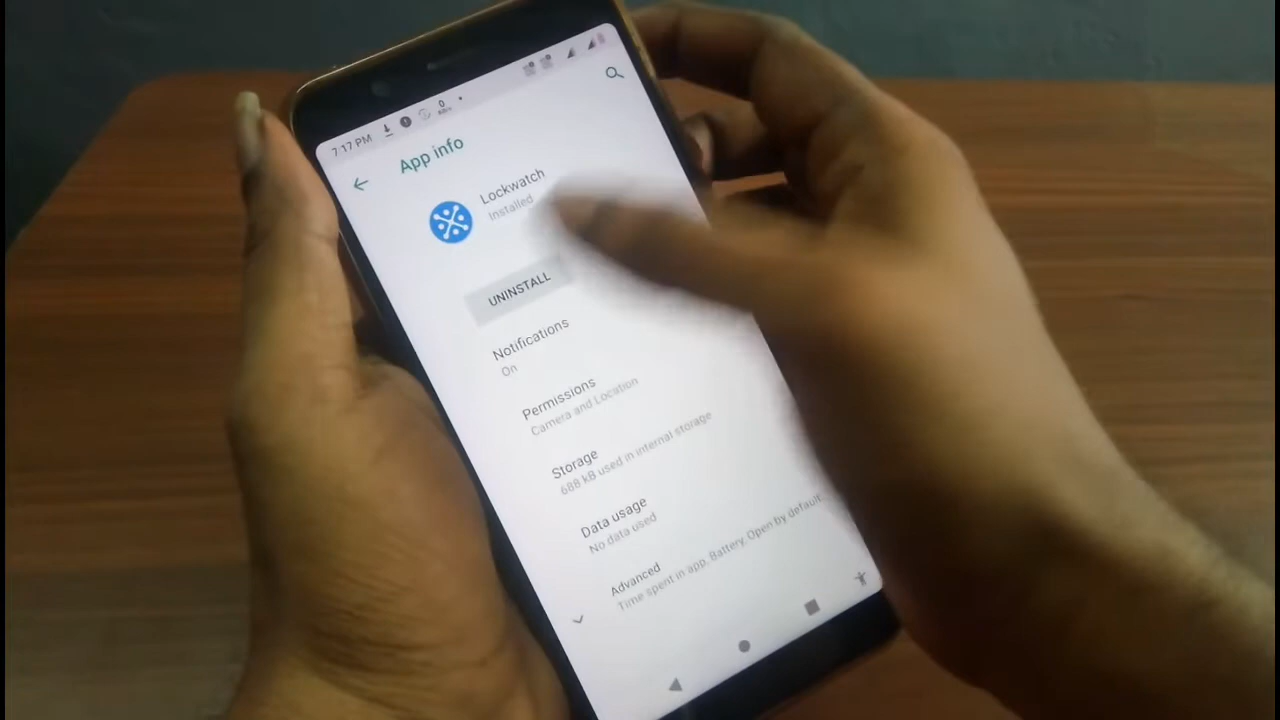 7:17 PM
0
App info
Lockwatch
Installed
UNINSTALL
Notifications
On
Permissions
Camera and Location
Storage
688 kB used in internal storage
Data usage
No data used
Advanced
Time spent in app, Battery, Open by default